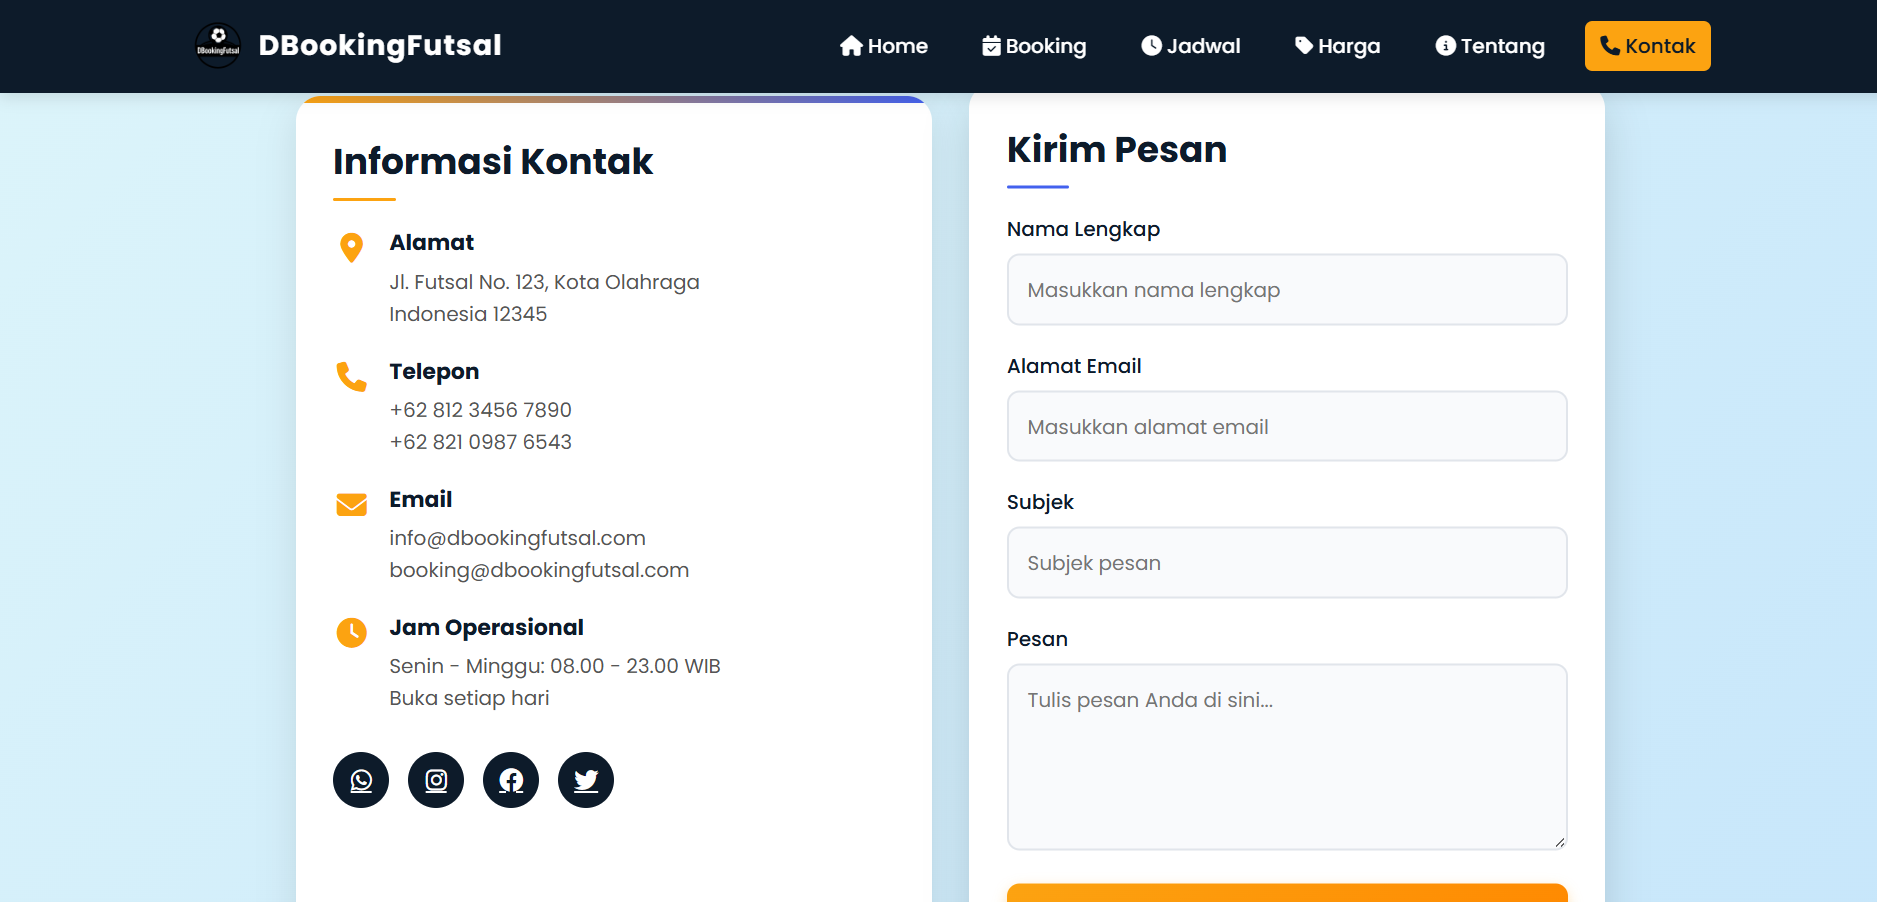 DBookingFutsal
DBookingFutsal
Home
Booking
Jadwal
Harga
Tentang
Kontak
Informasi Kontak
Alamat
Jl. Futsal No. 123, Kota Olahraga
Indonesia 12345
Telepon
+62 812 3456 7890
+62 821 0987 6543
Email
info@dbookingfutsal.com
booking@dbookingfutsal.com
Jam Operasional
Senin - Minggu: 08.00 - 23.00 WIB
Buka setiap hari
Kirim Pesan
Nama Lengkap
Masukkan nama lengkap
Alamat Email
Masukkan alamat email
Subjek
Subjek pesan
Pesan
Tulis pesan Anda di sini...